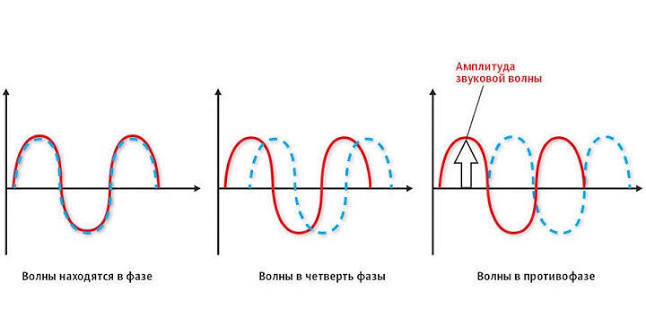 Амплитуда
звуковой волны
Волны находятся в фазе
Волны в четверть фазы
Волны в противофазе